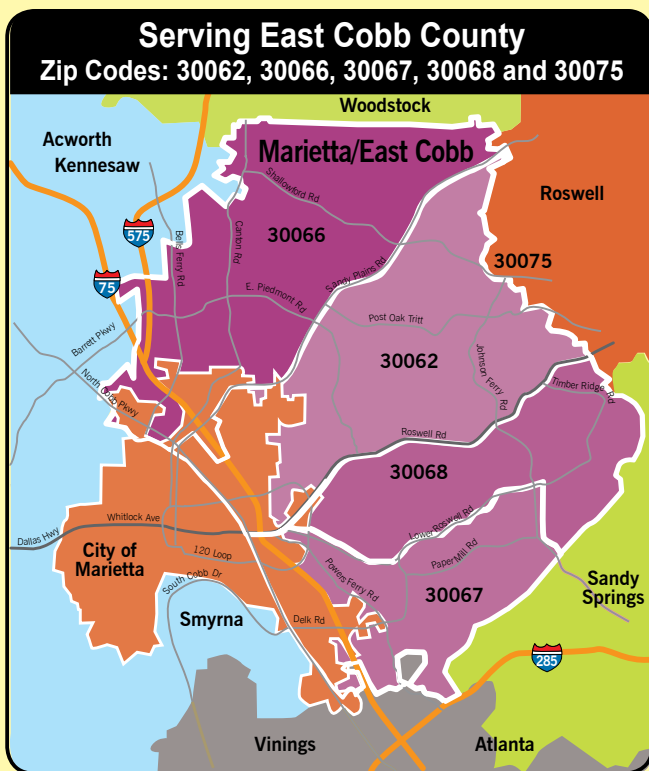 Serving East Cobb County
Zip Codes: 30062, 30066, 30067, 30068 and 30075
Woodstock
Acworth
Kennesaw
Marietta/East Cobb
Roswell
Shallowford Rd
575
Bells Ferry Rd
Canton Rd
30066
30075
75
Sandy Plains Rd
E. Piedmont Rd
Post Oak Tritt
Barrett Pkwy
30062
Johnson Ferry Rd
North Cobb Pkwy
Timber Ridge Rd
Roswell Rd
30068
Whitlock Ave
Dallas Hwy
Lower Roswell Rd
City of
Marietta
120 Loop
Paper Mill Rd
Powers Ferry Rd
South Cobb Dr
30067
Sandy
Springs
Smyrna
Delk Rd
285
Vinings
Atlanta